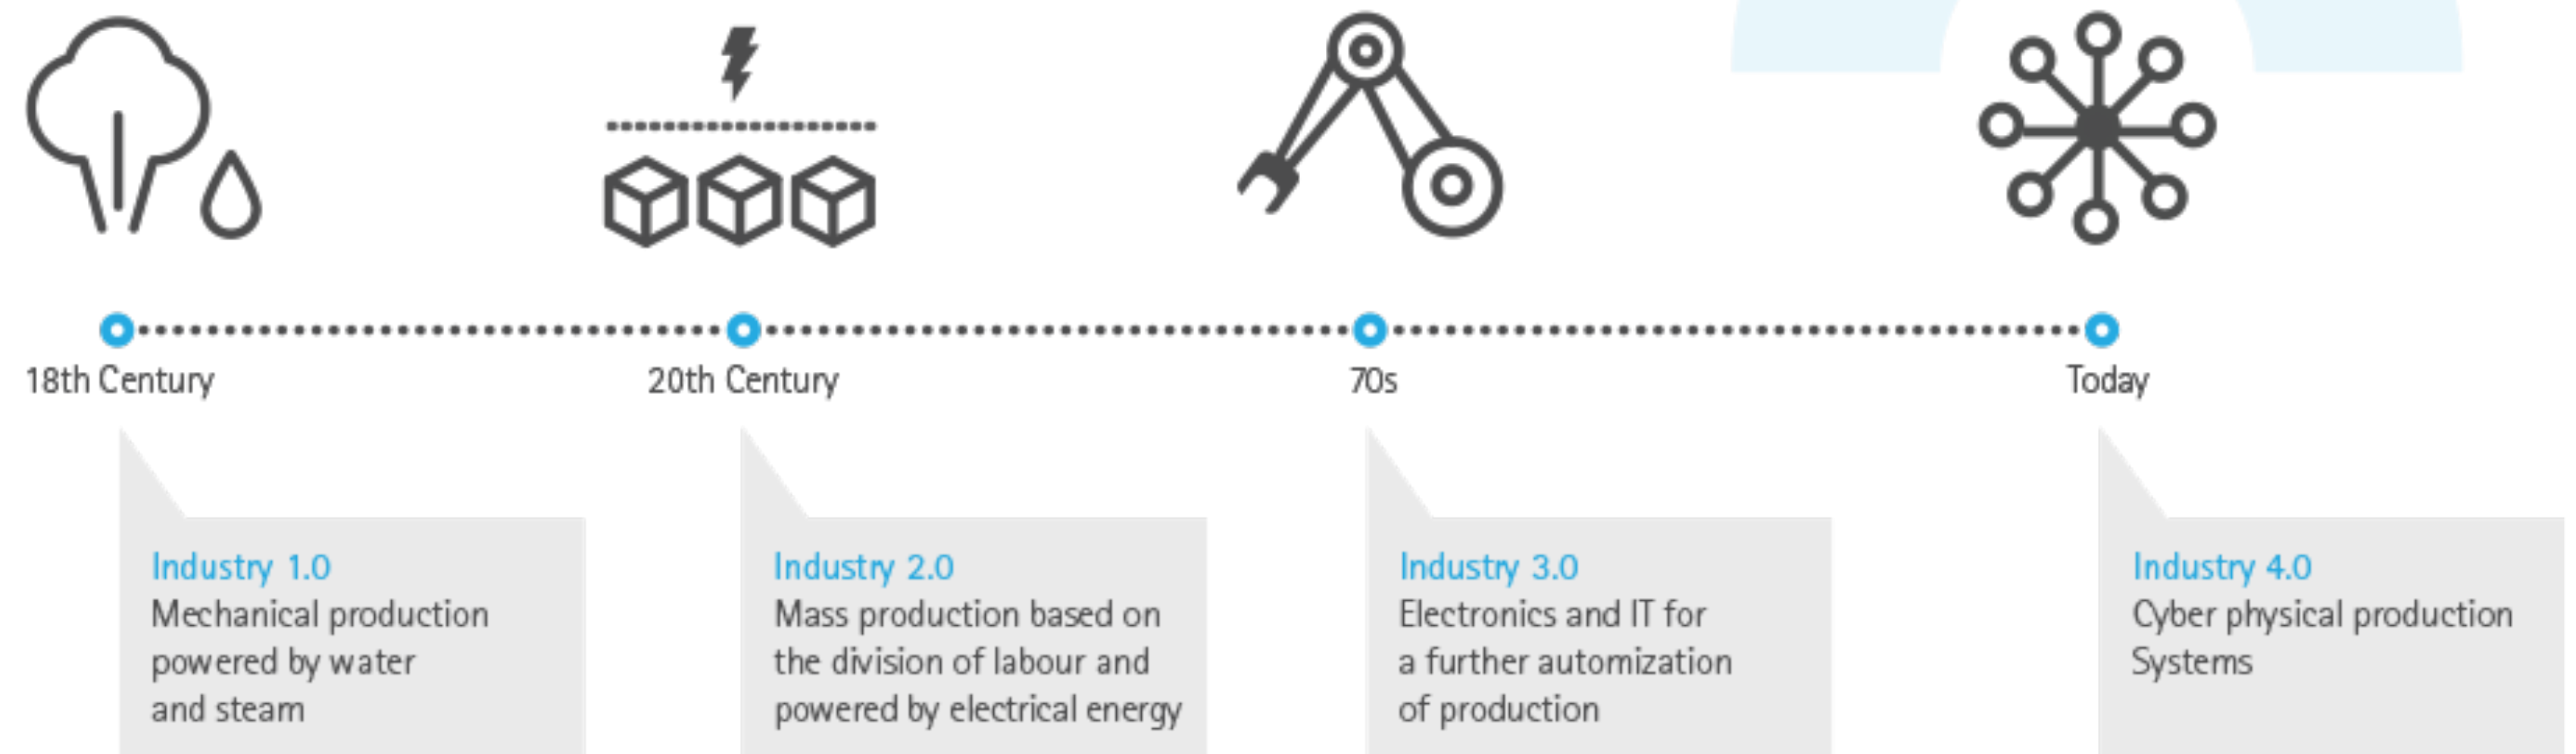 18th Century
20th Century
70s
Today
Industry 1.0
Mechanical production
powered by water
and steam
Industry 2.0
Mass production based on
the division of labour and
powered by electrical energy
Industry 3.0
Electronics and IT for
a further automization
of production
Industry 4.0
Cyber physical production
Systems